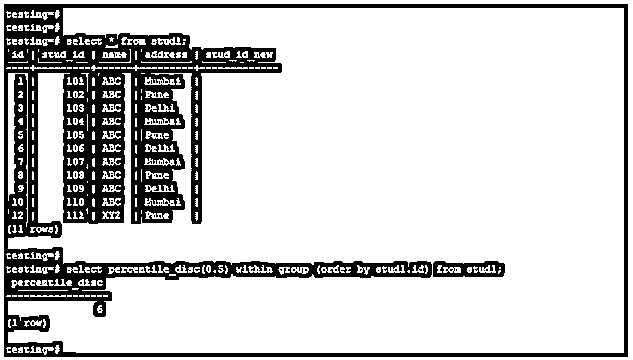 testing=#
testing=#
testing=# select * from stud1;
id | stud_id | name | address | stud_id_new
----+---------+------+---------+-------------
1 | 101 | ABC | Mumbai |
2 | 102 | ABC | Pune |
3 | 103 | ABC | Delhi |
4 | 104 | ABC | Mumbai |
5 | 105 | ABC | Pune |
6 | 106 | ABC | Delhi |
7 | 107 | ABC | Mumbai |
8 | 108 | ABC | Pune |
9 | 109 | ABC | Delhi |
10 | 110 | ABC | Mumbai |
12 | 111 | XYZ | Pune |
(11 rows)
testing=#
testing=# select percentile_disc(0.5) within group (order by stud1.id) from stud1;
percentile_disc
-----------------
6
(1 row)
testing=#